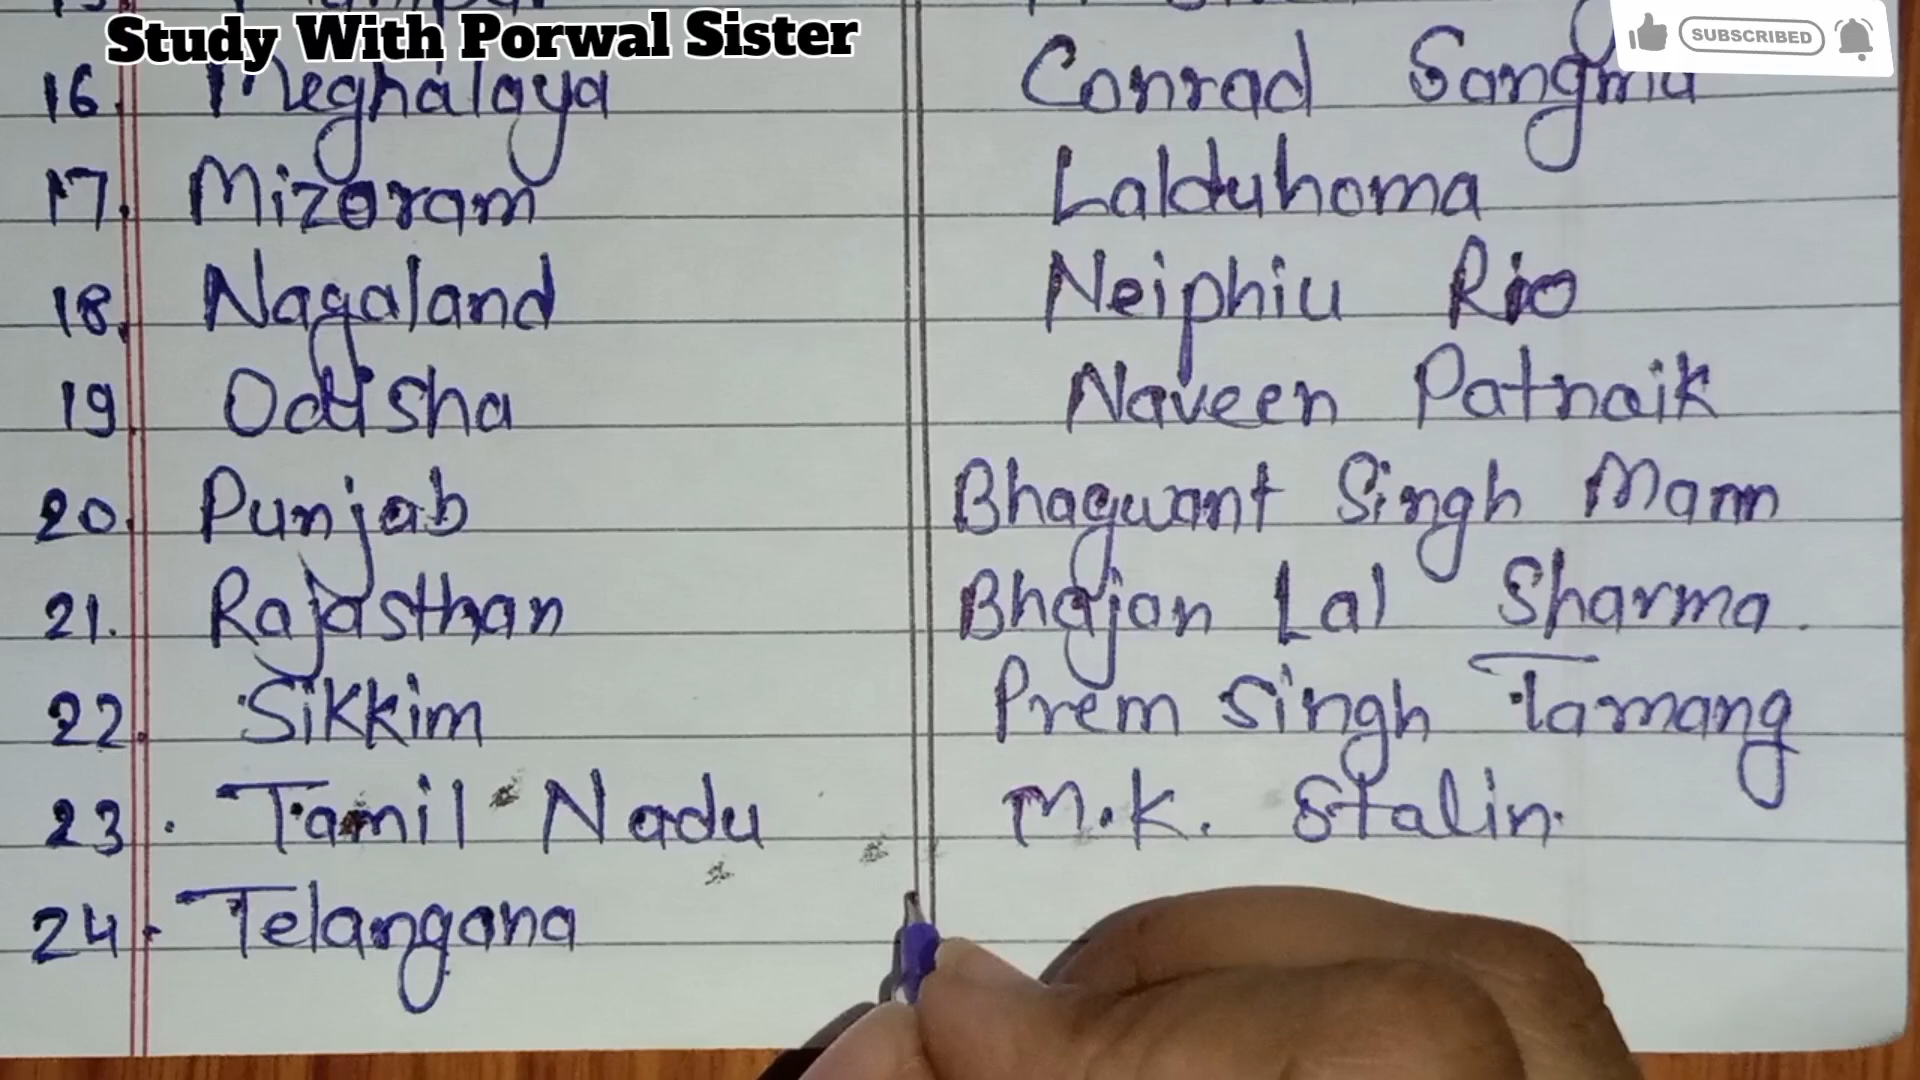 Study With Porwal Sister
SUBSCRIBED
16. Meghalaya Conrad Sangma
17. Mizoram Lalduhoma
18. Nagaland Neiphiu Rio
19. Odisha Naveen Patnaik
20. Punjab Bhagwant Singh Mann
21. Rajasthan Bhajan Lal Sharma.
22. Sikkim Prem Singh Tamang
23. Tamil Nadu M.K. Stalin.
24. Telangana